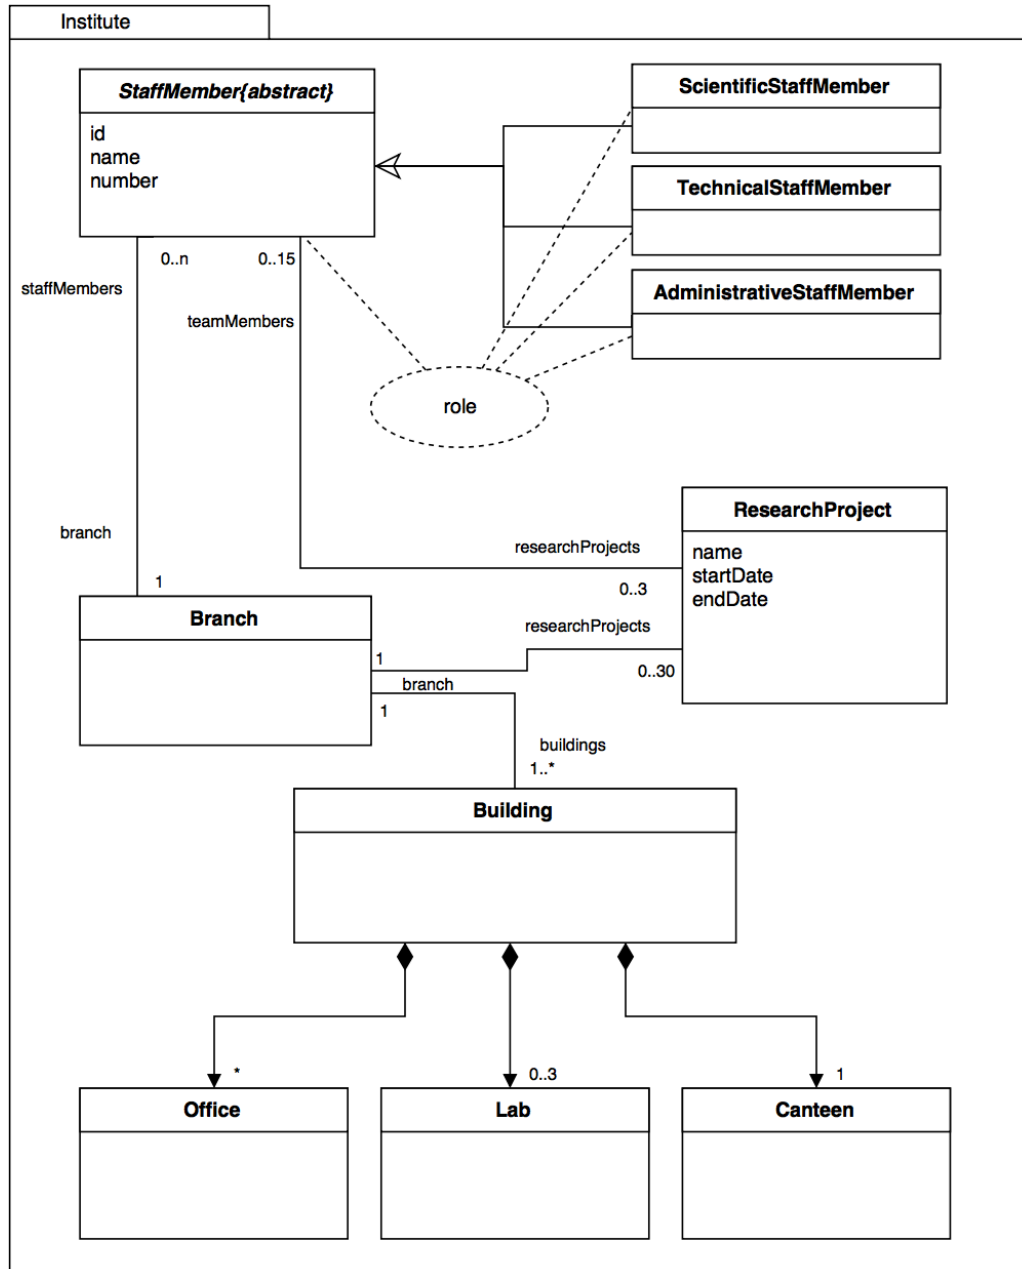 Institute
StaffMember{abstract}
id
name
number
ScientificStaffMember
TechnicalStaffMember
AdministrativeStaffMember
0..n
0..15
staffMembers
teamMembers
role
branch
1
researchProjects
0..3
ResearchProject
name
startDate
endDate
Branch
researchProjects
1
0..30
branch
1
buildings
1..*
Building
*
0..3
1
Office
Lab
Canteen